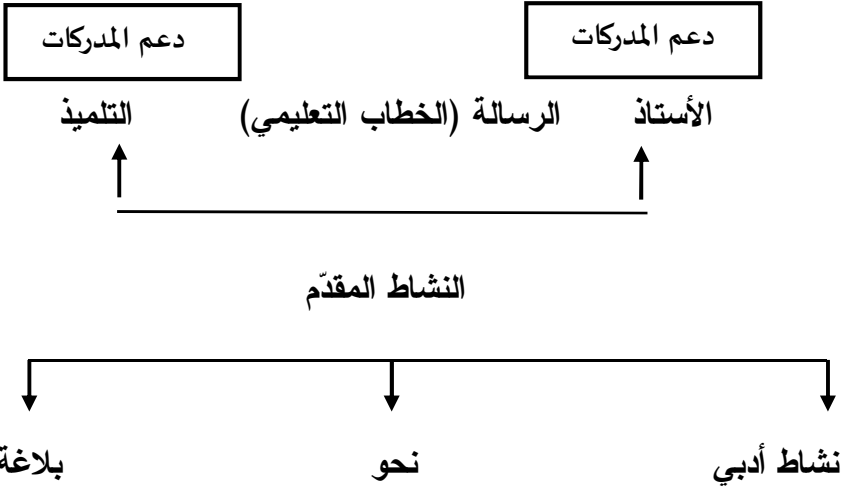 دعم المدركات دعم المدركات
الأستاذ الرسالة (الخطاب التعليمي) التلميذ
النشاط المقدّم
نشاط أدبي نحو بلاغة